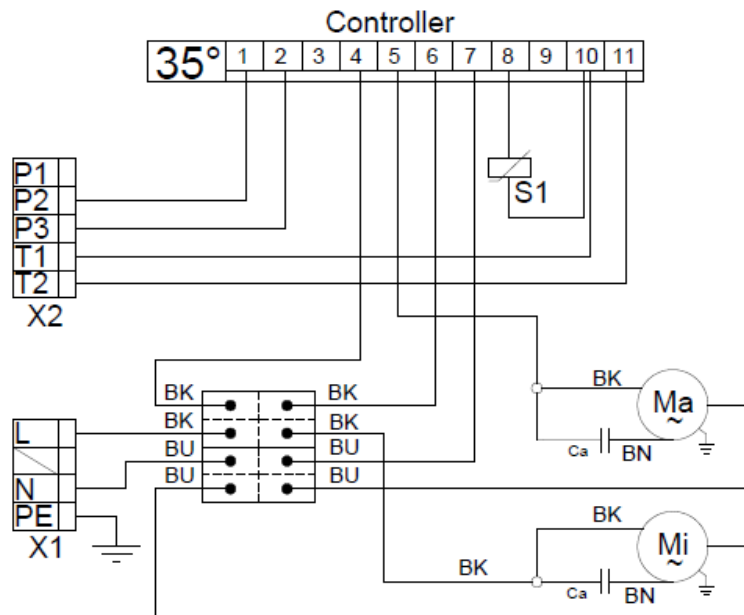 Controller
35° 1 2 3 4 5 6 7 8 9 10 11
S1
P1
P2
P3
T1
T2
X2
BK BK
BK BK
BU BU
BU BU
L
N
PE
X1
BK
Ma
~
Ca BN
BK
BK
Mi
~
Ca BN